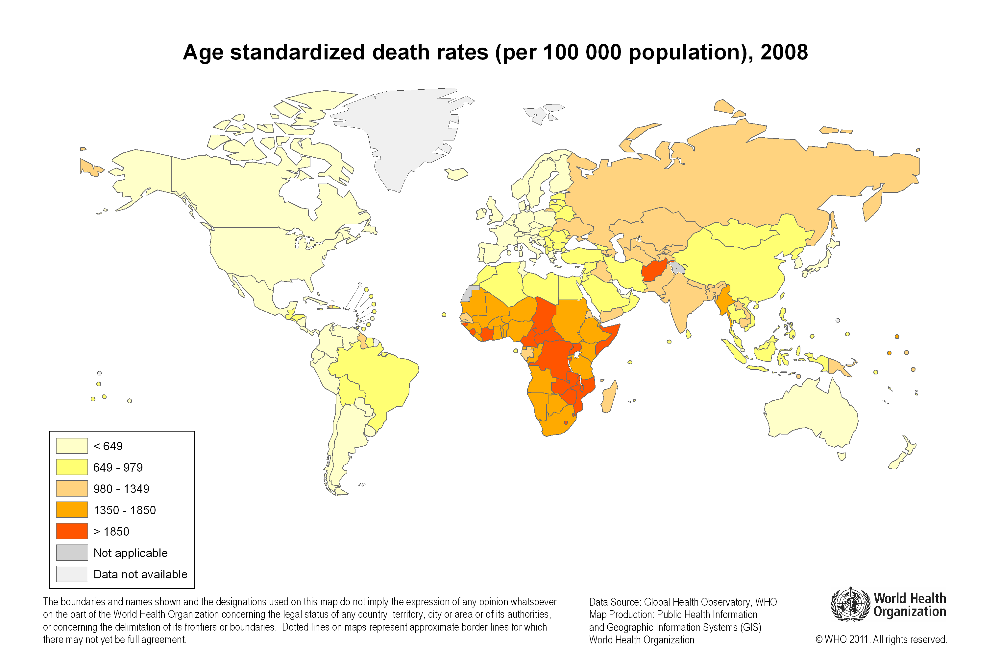 Age standardized death rates (per 100 000 population), 2008
< 649
649 - 979
980 - 1349
1350 - 1850
> 1850
Not applicable
Data not available
The boundaries and names shown and the designations used on this map do not imply the expression of any opinion whatsoever
on the part of the World Health Organization concerning the legal status of any country, territory, city or area or of its authorities,
or concerning the delimitation of its frontiers or boundaries.  Dotted lines on maps represent approximate border lines for which
there may not yet be full agreement.
Data Source: Global Health Observatory, WHO
Map Production: Public Health Information
and Geographic Information Systems (GIS)
World Health Organization
World Health
Organization
© WHO 2011. All rights reserved.